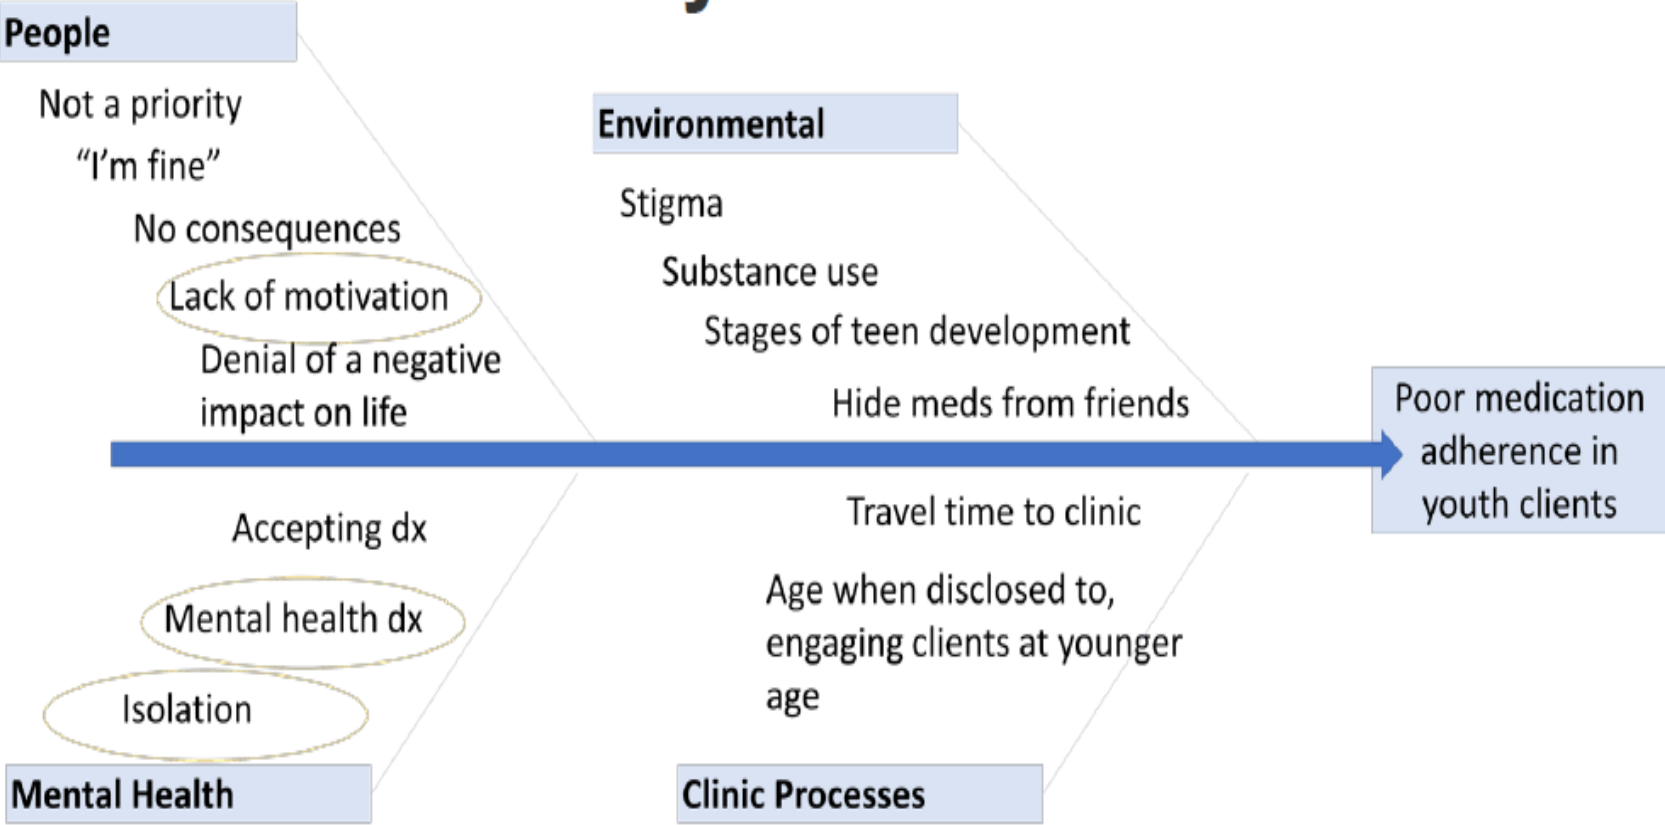 People
Not a priority
“I’m fine”
No consequences
Lack of motivation
Denial of a negative
impact on life
Environmental
Stigma
Substance use
Stages of teen development
Hide meds from friends
Poor medication
adherence in
youth clients
Accepting dx
Mental health dx
Isolation
Mental Health
Travel time to clinic
Age when disclosed to,
engaging clients at younger
age
Clinic Processes